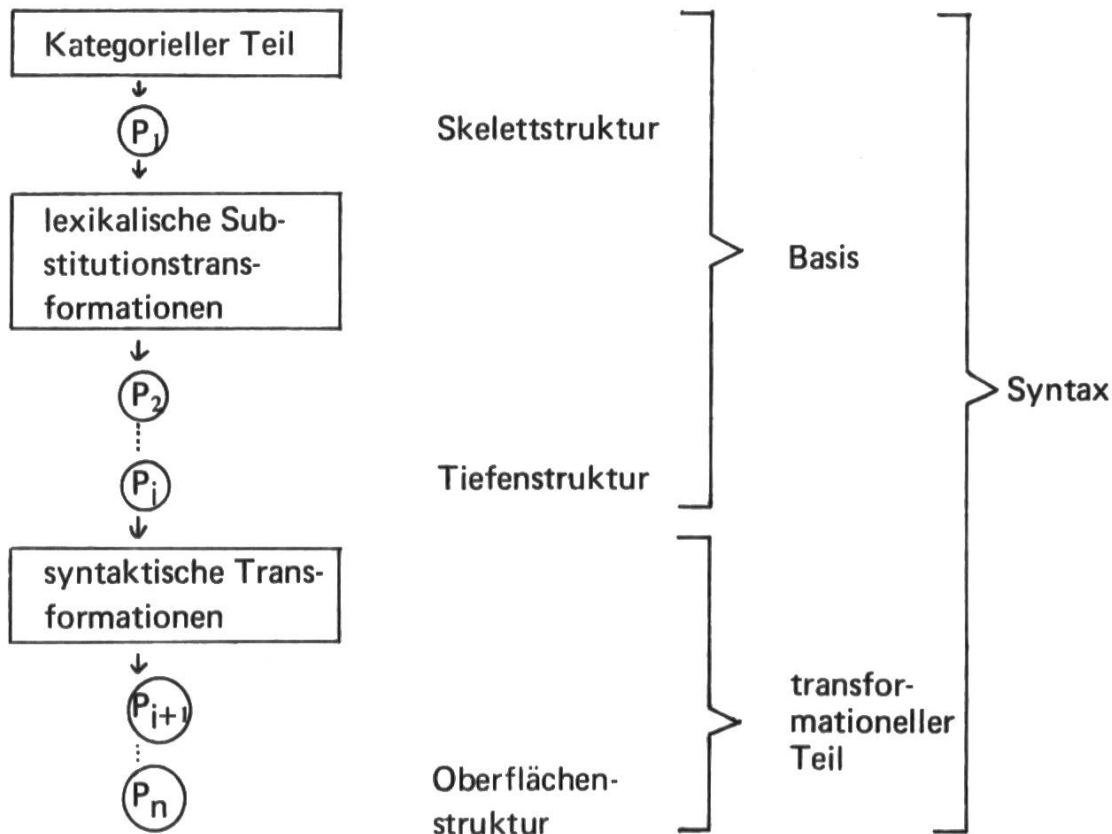 Kategorieller Teil
P₁
Skelettstruktur
lexikalische Sub-
stitutionstrans-
formationen
Basis
P₂
Syntax
Pᵢ
Tiefenstruktur
syntaktische Trans-
formationen
Pᵢ₊₁
transfor-
mationeller
Teil
Pₙ
Oberflächen-
struktur